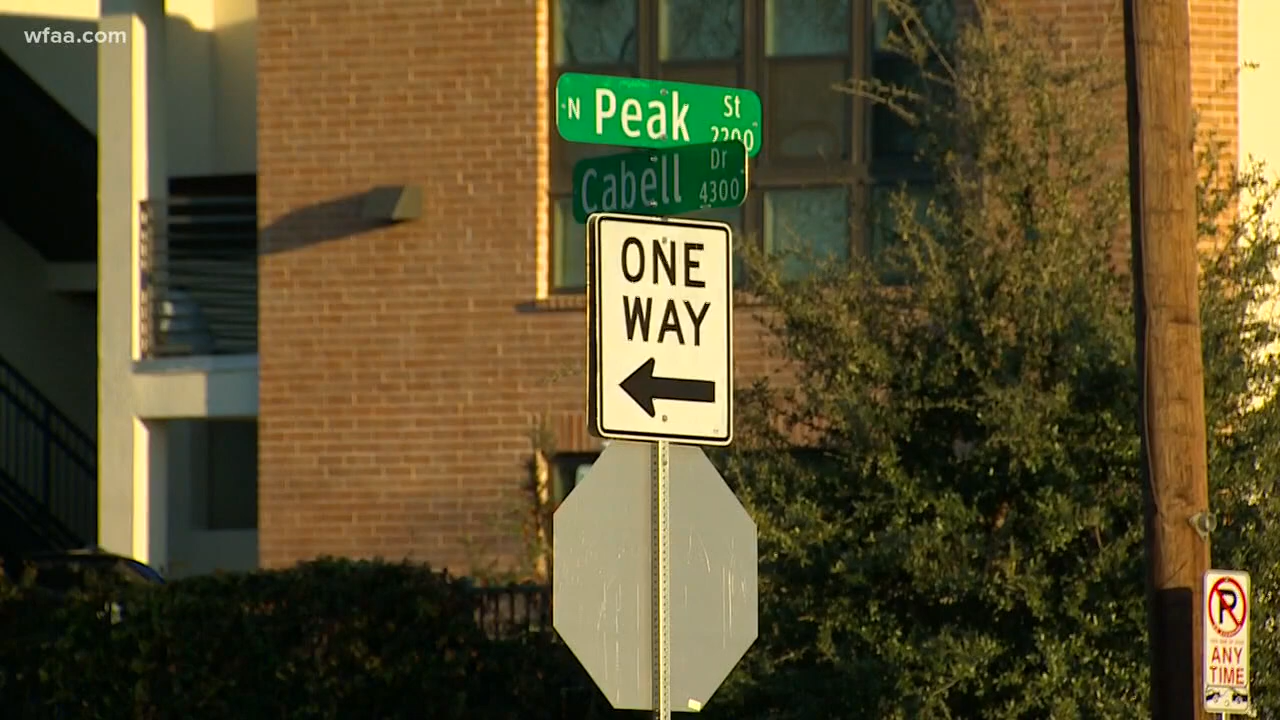 wfaa.com
N Peak St
2200
Cabell Dr
4300
ONE
WAY
P
ANY
TIME